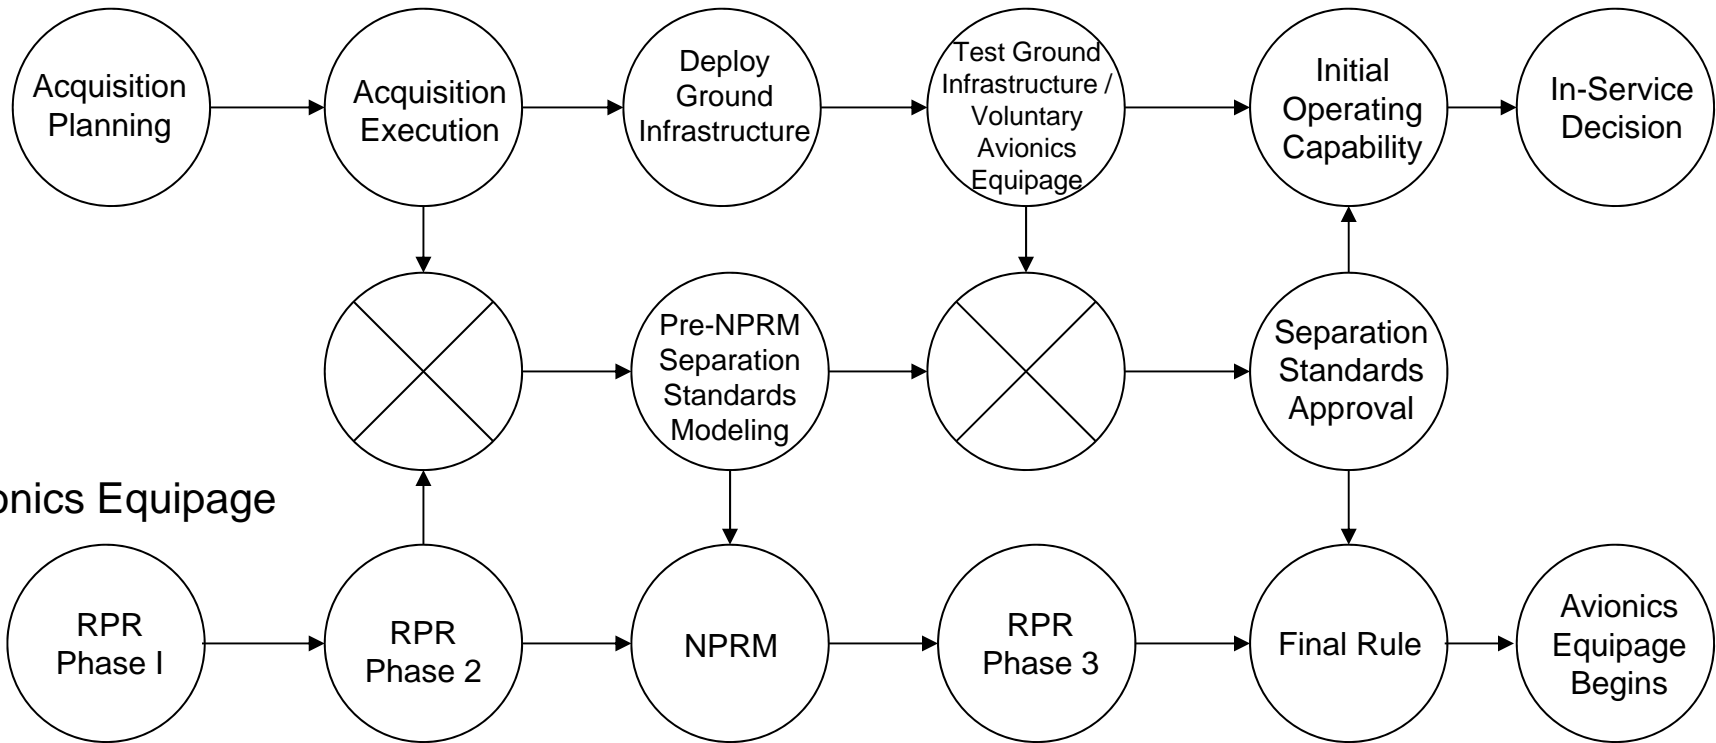 Acquisition
Planning
Acquisition
Execution
Deploy
Ground
Infrastructure
Test Ground
Infrastructure /
Voluntary
Avionics
Equipage
Initial
Operating
Capability
In-Service
Decision
Pre-NPRM
Separation
Standards
Modeling
Separation
Standards
Approval
onics Equipage
RPR
Phase I
RPR
Phase 2
NPRM
RPR
Phase 3
Final Rule
Avionics
Equipage
Begins